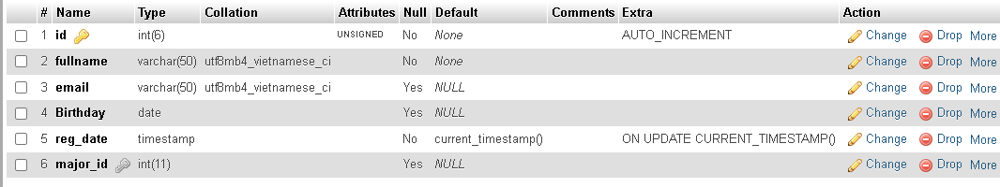 # Name Type Collation Attributes Null Default Comments Extra Action
1 id int(6) UNSIGNED No None AUTO_INCREMENT Change Drop More
2 fullname varchar(50) utf8mb4_vietnamese_ci No None Change Drop More
3 email varchar(50) utf8mb4_vietnamese_ci Yes NULL Change Drop More
4 Birthday date Yes NULL Change Drop More
5 reg_date timestamp No current_timestamp() ON UPDATE CURRENT_TIMESTAMP() Change Drop More
6 major_id int(11) Yes NULL Change Drop More